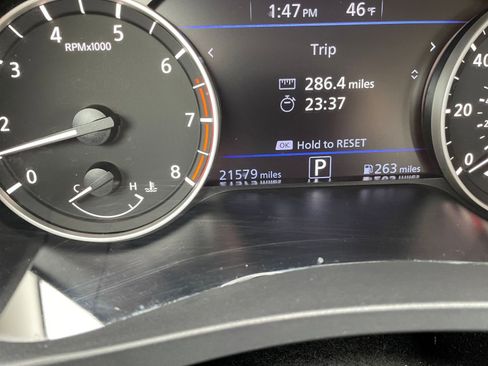 1:47 PM 46°F
Trip
286.4 miles
23:37
OK Hold to RESET
21579 miles P 263 miles
RPMx1000
0 2 3 4 5 6 7 8
C H
0 20 40